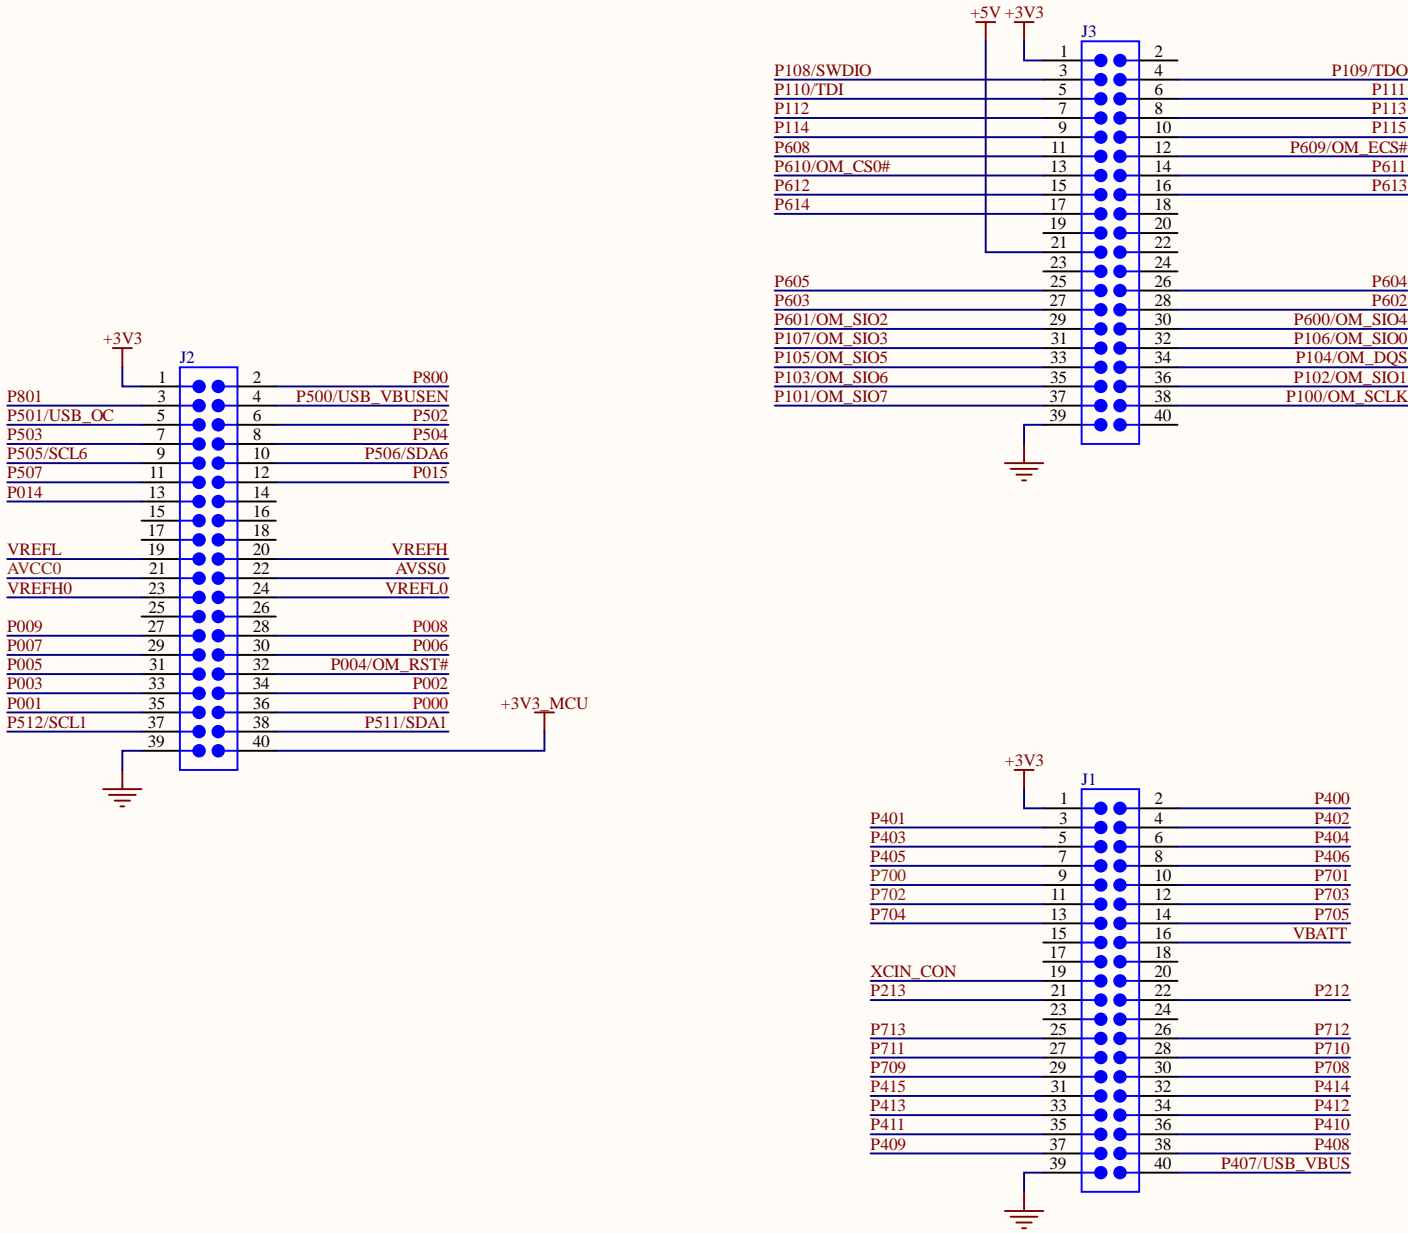 +5V +3V3
J3
1 2
P108/SWDIO 3 4 P109/TDO
P110/TDI 5 6 P111
P112 7 8 P113
P114 9 10 P115
P608 11 12 P609/OM_ECS#
P610/OM_CS0# 13 14 P611
P612 15 16 P613
P614 17 18
19 20
21 22
23 24
P605 25 26 P604
P603 27 28 P602
P601/OM_SIO2 29 30 P600/OM_SIO4
P107/OM_SIO3 31 32 P106/OM_SIO0
P105/OM_SIO5 33 34 P104/OM_DQS
P103/OM_SIO6 35 36 P102/OM_SIO1
P101/OM_SIO7 37 38 P100/OM_SCLK
39 40
+3V3
J2
1 2 P800
P801 3 4 P500/USB_VBUSEN
P501/USB_OC 5 6 P502
P503 7 8 P504
P505/SCL6 9 10 P506/SDA6
P507 11 12 P015
P014 13 14
15 16
17 18
VREFL 19 20 VREFH
AVCC0 21 22 AVSS0
VREFH0 23 24 VREFL0
25 26
P009 27 28 P008
P007 29 30 P006
P005 31 32 P004/OM_RST#
P003 33 34 P002
P001 35 36 P000
P512/SCL1 37 38 P511/SDA1
39 40
+3V3_MCU
+3V3
J1
1 2 P400
P401 3 4 P402
P403 5 6 P404
P405 7 8 P406
P700 9 10 P701
P702 11 12 P703
P704 13 14 P705
15 16 VBATT
17 18
XCIN_CON 19 20
P213 21 22 P212
23 24
P713 25 26 P712
P711 27 28 P710
P709 29 30 P708
P415 31 32 P414
P413 33 34 P412
P411 35 36 P410
P409 37 38 P408
39 40 P407/USB_VBUS